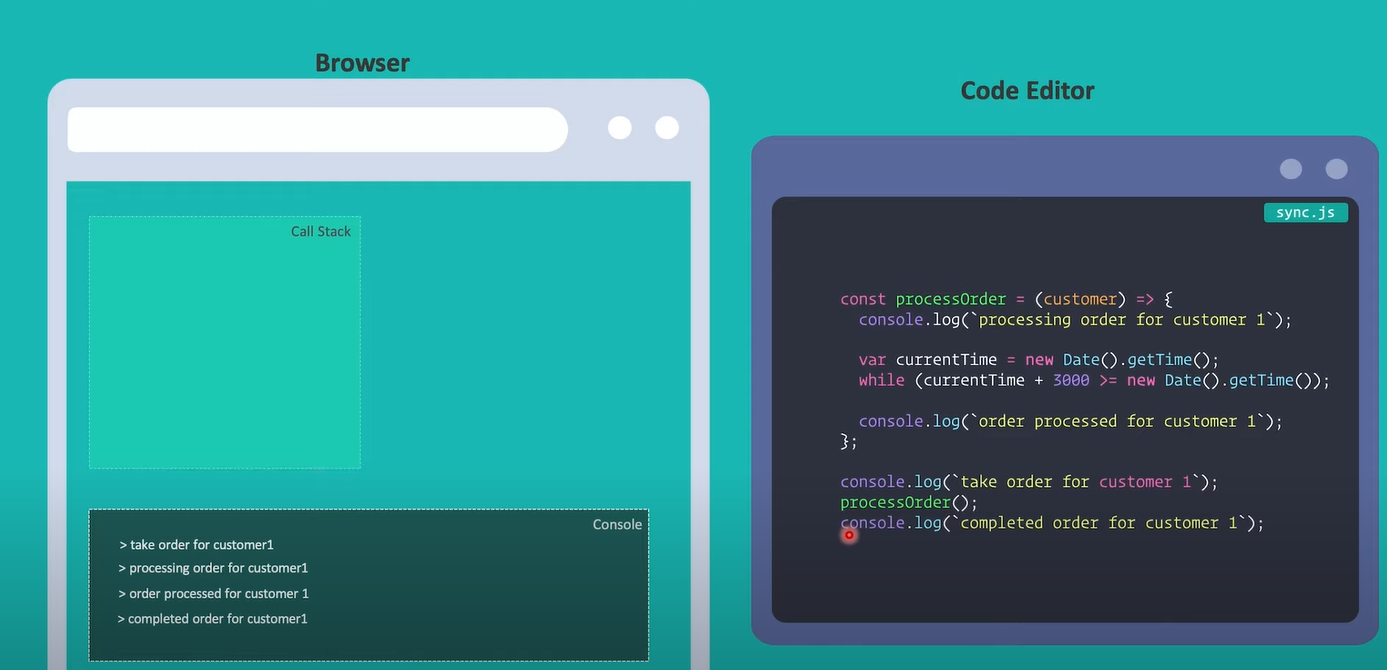 Browser
Call Stack
Console
> take order for customer1
> processing order for customer1
> order processed for customer 1
> completed order for customer1
Code Editor
sync.js
const processOrder = (customer) => {
  console.log(`processing order for customer 1`);
  var currentTime = new Date().getTime();
  while (currentTime + 3000 >= new Date().getTime());
  console.log(`order processed for customer 1`);
};
console.log(`take order for customer 1`);
processOrder();
console.log(`completed order for customer 1`);